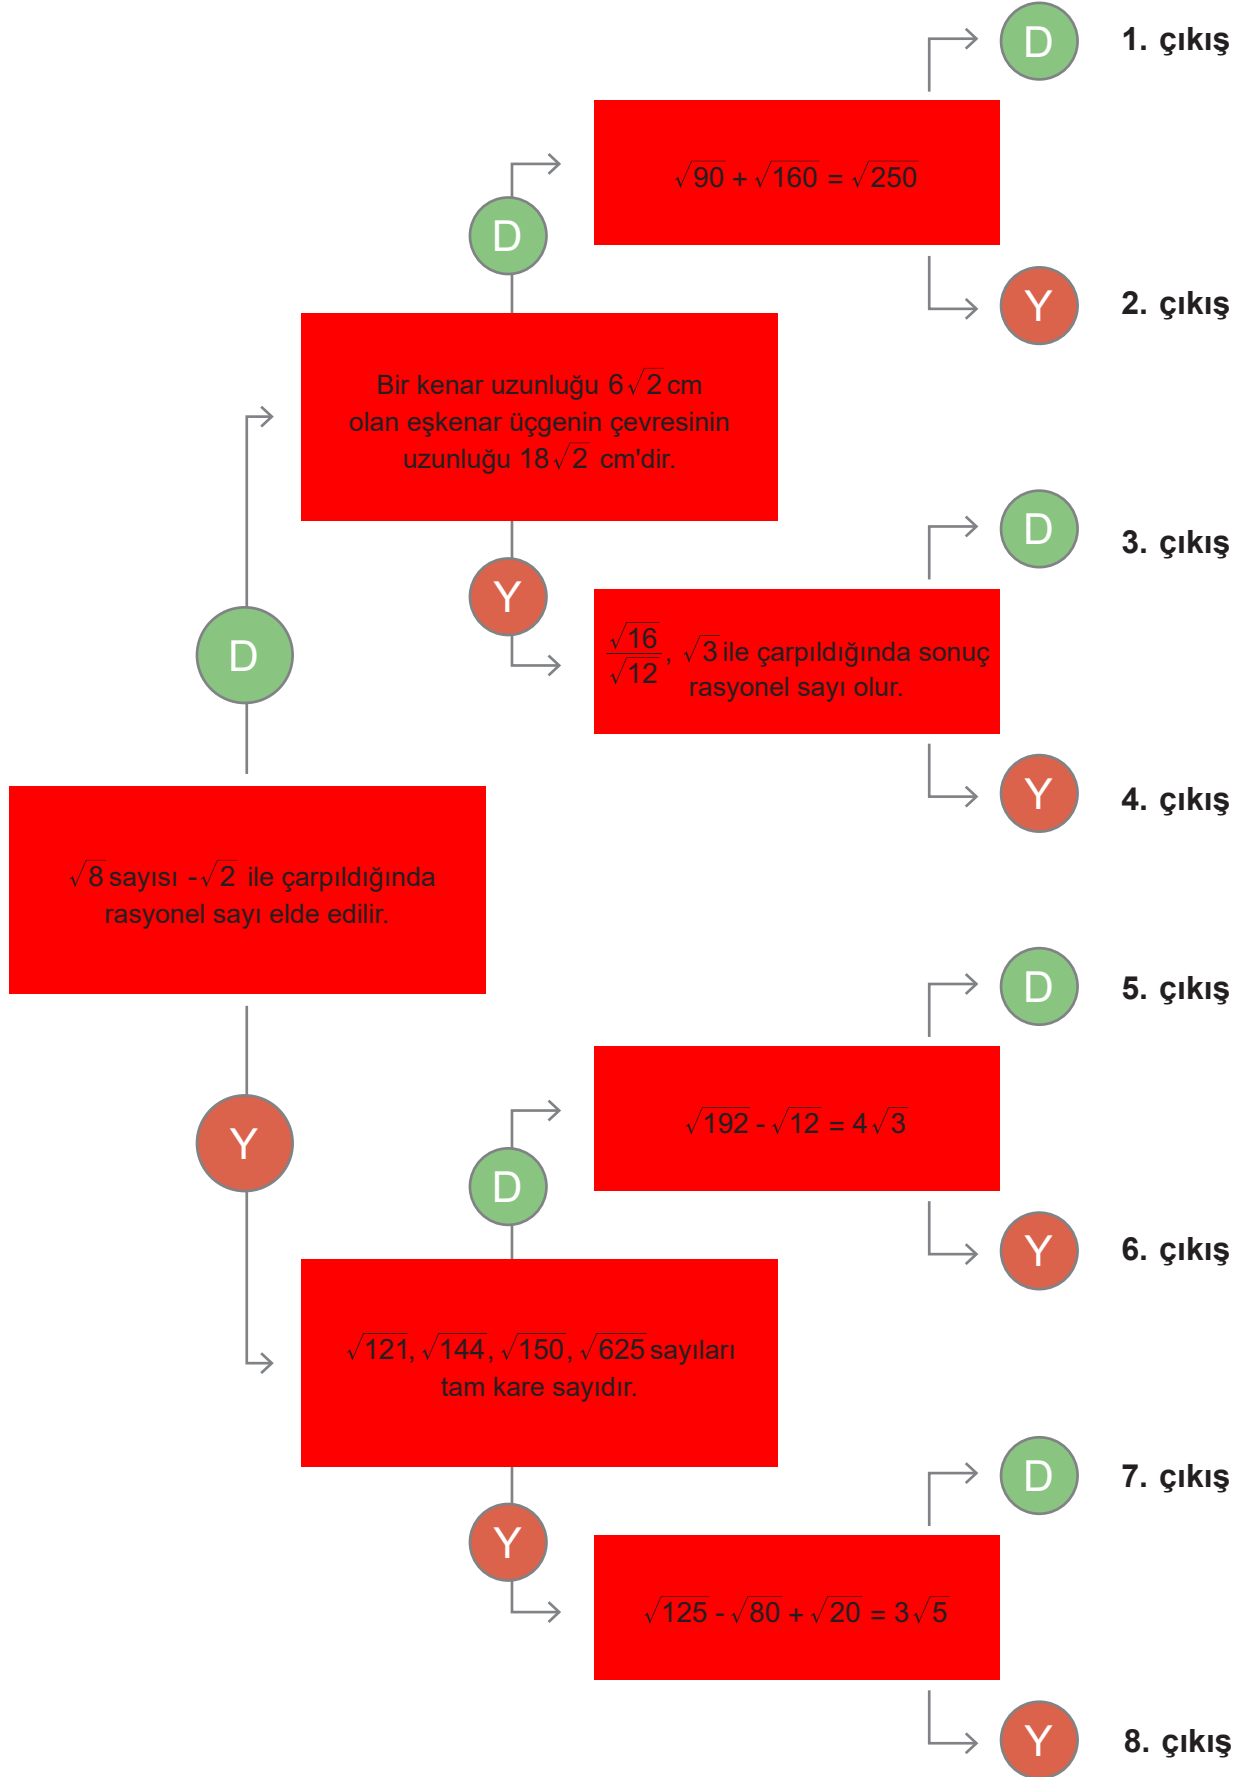 D 1. çıkış
√90 + √160 = √250
D
Y 2. çıkış
Bir kenar uzunluğu 6√2 cm
olan eşkenar üçgenin çevresinin
uzunluğu 18√2 cm'dir.
D 3. çıkış
Y
√16/√12, √3 ile çarpıldığında sonuç
rasyonel sayı olur.
D
Y 4. çıkış
√8 sayısı -√2 ile çarpıldığında
rasyonel sayı elde edilir.
D 5. çıkış
√192 - √12 = 4√3
Y
D
Y 6. çıkış
√121, √144, √150, √625 sayıları
tam kare sayıdır.
D 7. çıkış
Y
√125 - √80 + √20 = 3√5
Y 8. çıkış